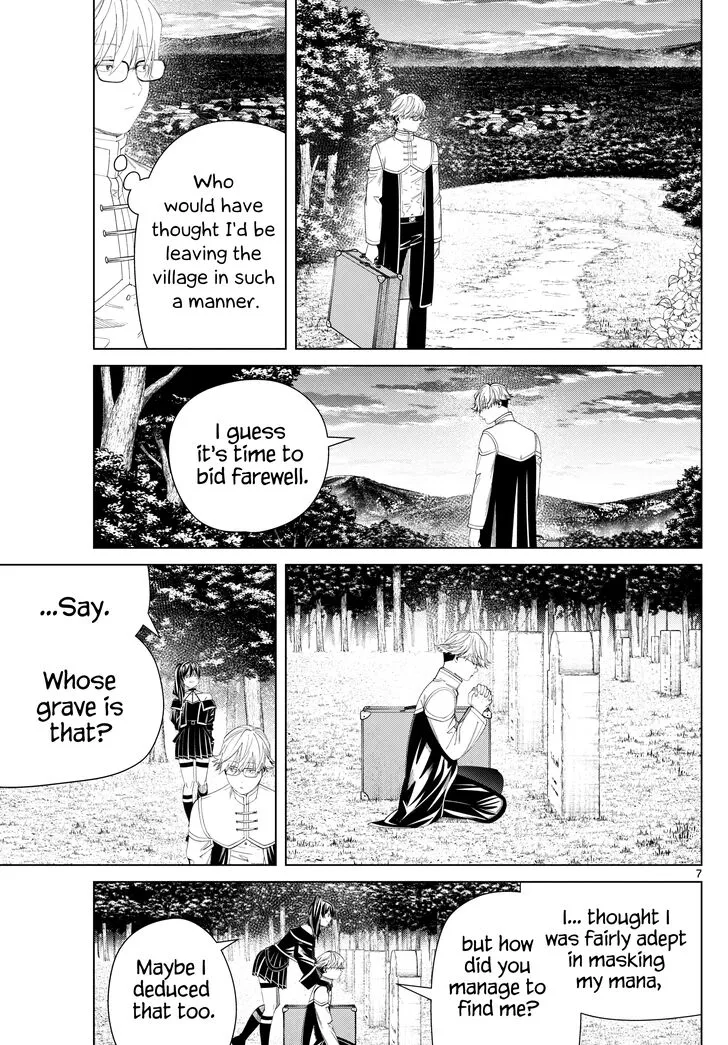 Who
would have
thought I'd be
leaving the
village in such
a manner.
I guess
it's time to
bid farewell.
...Say.
Whose
grave is
that?
7
I... thought I
was fairly adept
in masking
my mana,
but how
did you
manage to
find me?
Maybe I
deduced
that too.